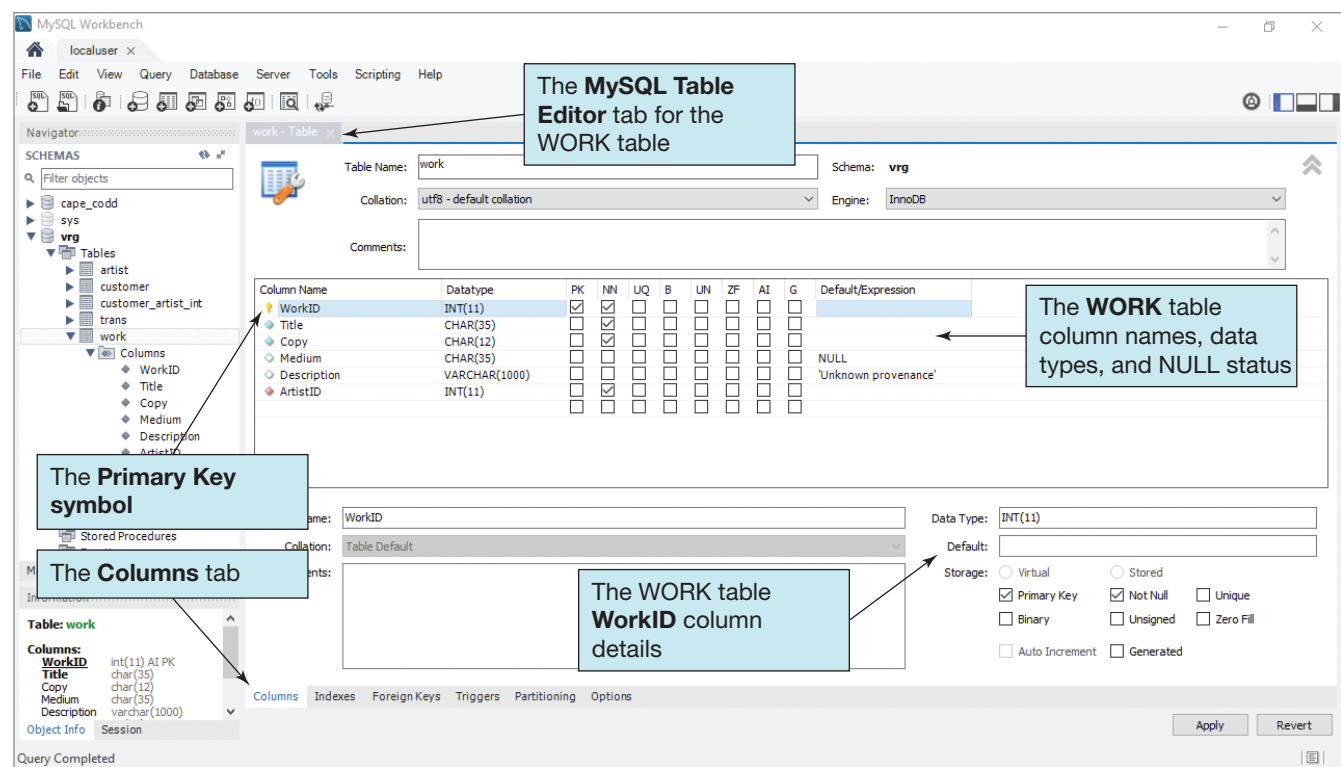 MySQL Workbench
localuser ×
File Edit View Query Database Server Tools Scripting Help
The MySQL Table
Editor tab for the
WORK table
Navigator
work - Table ×
SCHEMAS
Filter objects
cape_codd
sys
vrg
Tables
artist
customer
customer_artist_int
trans
work
Columns
WorkID
Title
Copy
Medium
Description
ArtistID
Stored Procedures
Table Name: work Schema: vrg
Collation: utf8 - default collation Engine: InnoDB
Comments:
Column Name Datatype PK NN UQ B UN ZF AI G Default/Expression
WorkID INT(11)
Title CHAR(35)
Copy CHAR(12)
Medium CHAR(35) NULL
Description VARCHAR(1000) 'Unknown provenance'
ArtistID INT(11)
The WORK table
column names, data
types, and NULL status
The Primary Key
symbol
The Columns tab
WorkID Data Type: INT(11)
Collation: Table Default Default:
Storage: Virtual Stored
Primary Key Not Null Unique
Binary Unsigned Zero Fill
Auto Increment Generated
The WORK table
WorkID column
details
Information
Table: work
Columns:
WorkID int(11) AI PK
Title char(35)
Copy char(12)
Medium char(35)
Description varchar(1000)
Object Info Session
Columns Indexes Foreign Keys Triggers Partitioning Options
Apply Revert
Query Completed